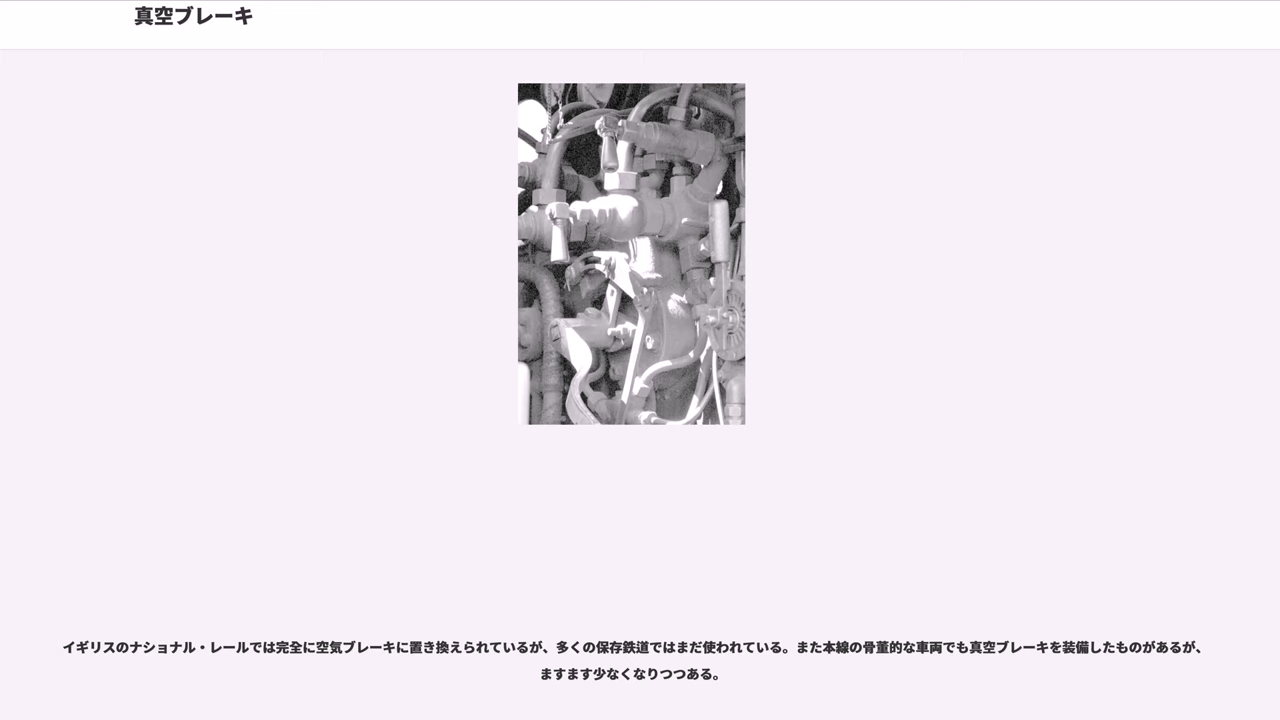 真空ブレーキ
イギリスのナショナル・レールでは完全に空気ブレーキに置き換えられているが、多くの保存鉄道ではまだ使われている。また本線の骨董的な車両でも真空ブレーキを装備したものがあるが、
ますます少なくなりつつある。